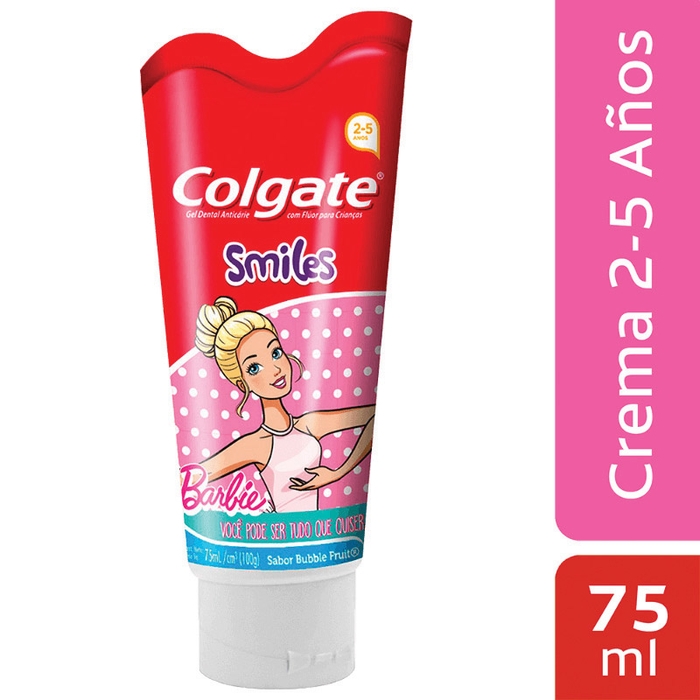 2-5
AÑOS
Colgate®
Gel Dental Anticárie com Flúor para Crianças
Smiles
Barbie
VOCÊ PODE SER TUDO QUE QUISER
75mL/cm³ (100g) Sabor Bubble Fruit®
Crema 2-5 Años
75
ml